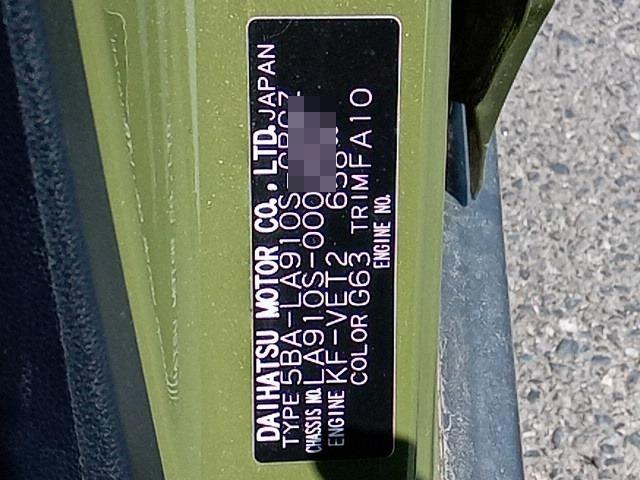 DAIHATSU MOTOR CO., LTD. JAPAN
TYPE 5BA-LA910S
CHASSIS NO. LA910S-000
ENGINE KF-VET2 658
COLOR G63 TRIM FA10
ENGINE NO.